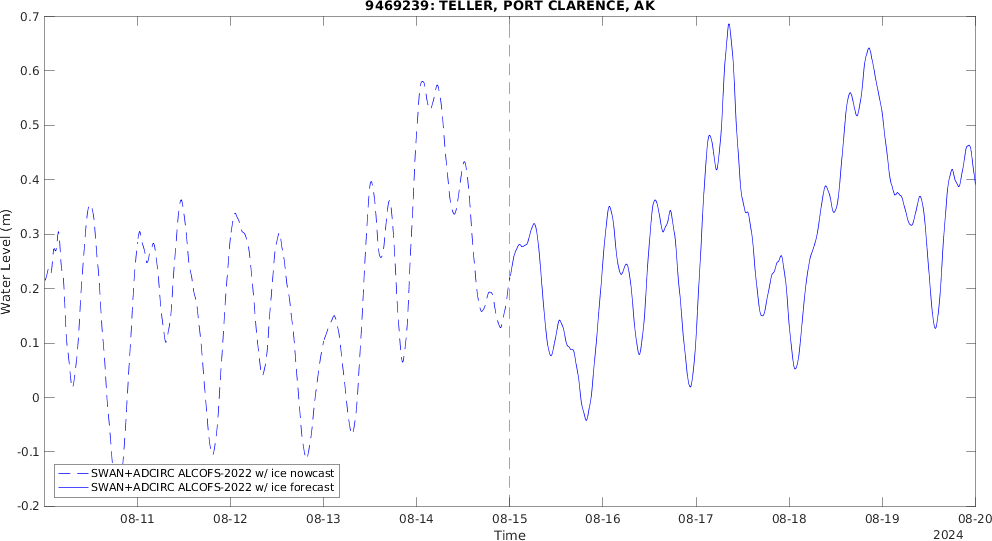 9469239: TELLER, PORT CLARENCE, AK
Water Level (m)
0.7
0.6
0.5
0.4
0.3
0.2
0.1
0
-0.1
-0.2
SWAN+ADCIRC ALCOFS-2022 w/ ice nowcast
SWAN+ADCIRC ALCOFS-2022 w/ ice forecast
08-11 08-12 08-13 08-14 08-15 08-16 08-17 08-18 08-19 08-20
Time
2024